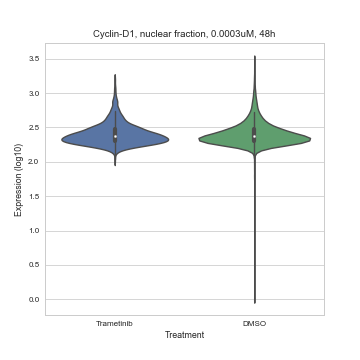 Cyclin-D1, nuclear fraction, 0.0003uM, 48h
Expression (log10)
3.5
3.0
2.5
2.0
1.5
1.0
0.5
0.0
Trametinib
DMSO
Treatment